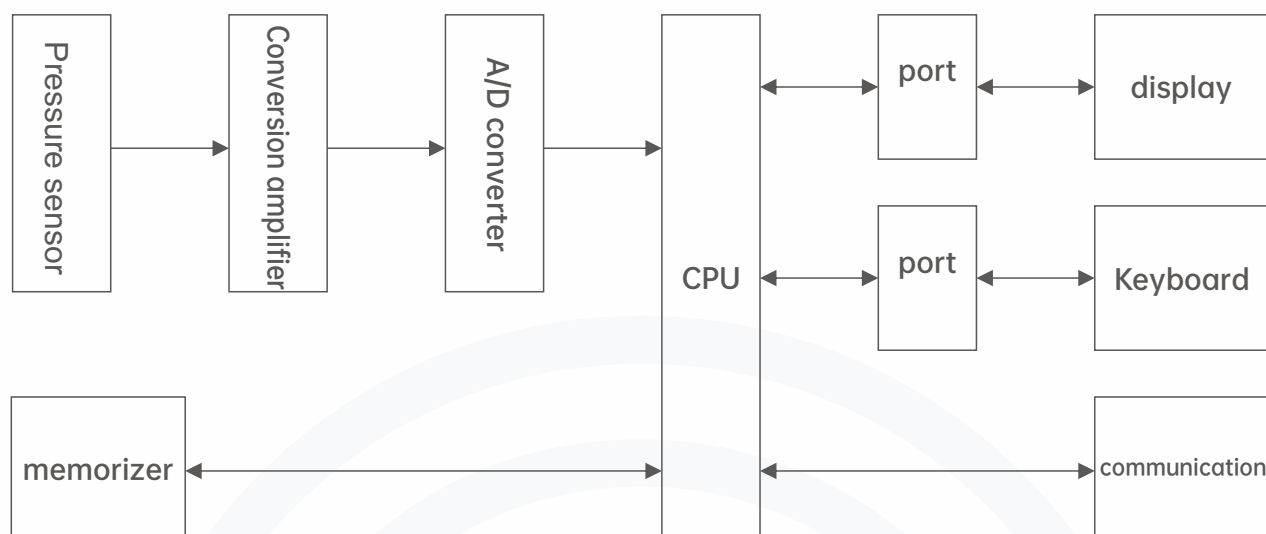 Pressure sensor
Conversion amplifier
A/D converter
CPU
port
display
port
Keyboard
memorizer
communication